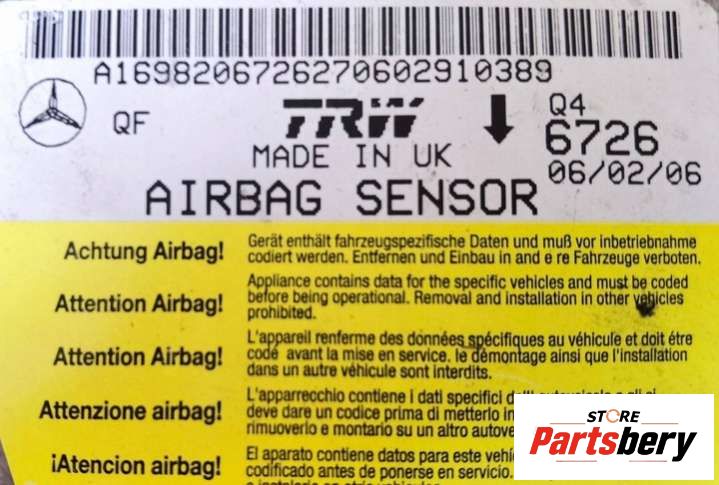 A1698206726270602910389
QF
TRW
MADE IN UK
AIRBAG SENSOR
Q4
6726
06/02/06
Achtung Airbag!
Gerät enthält fahrzeugspezifische Daten und muß vor inbetriebnahme
codiert werden. Entfernen und Einbau in and e re Fahrzeuge verboten.
Attention Airbag!
Appliance contains data for the specific vehicles and must be coded
before being operational. Removal and installation in other vehicles
prohibited.
Attention Airbag!
L'appareil renferme des données spécifiques au véhicule et doit étre
codé avant la mise en service. le démontage ainsi que l'installation
dans un autre véhicule sont interdits.
Attenzione airbag!
L'apparrecchio contiene i dati specifici
deve dare un codice prima di metterlo in
rimuoverlo e montario su un altro
¡Atencion airbag!
El aparato contiene datos para este
codificado antes de ponerse en servicio.
STORE
Partsbery